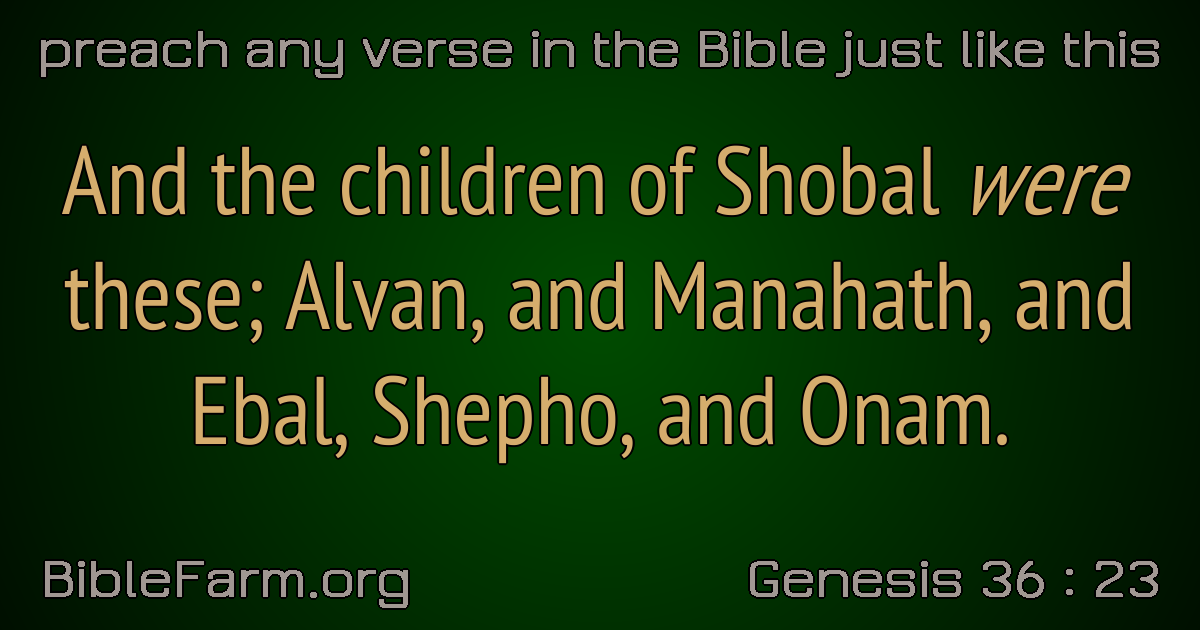 preach any verse in the Bible just like this
And the children of Shobal were
these; Alvan, and Manahath, and
Ebal, Shepho, and Onam.
BibleFarm.org
Genesis 36 : 23